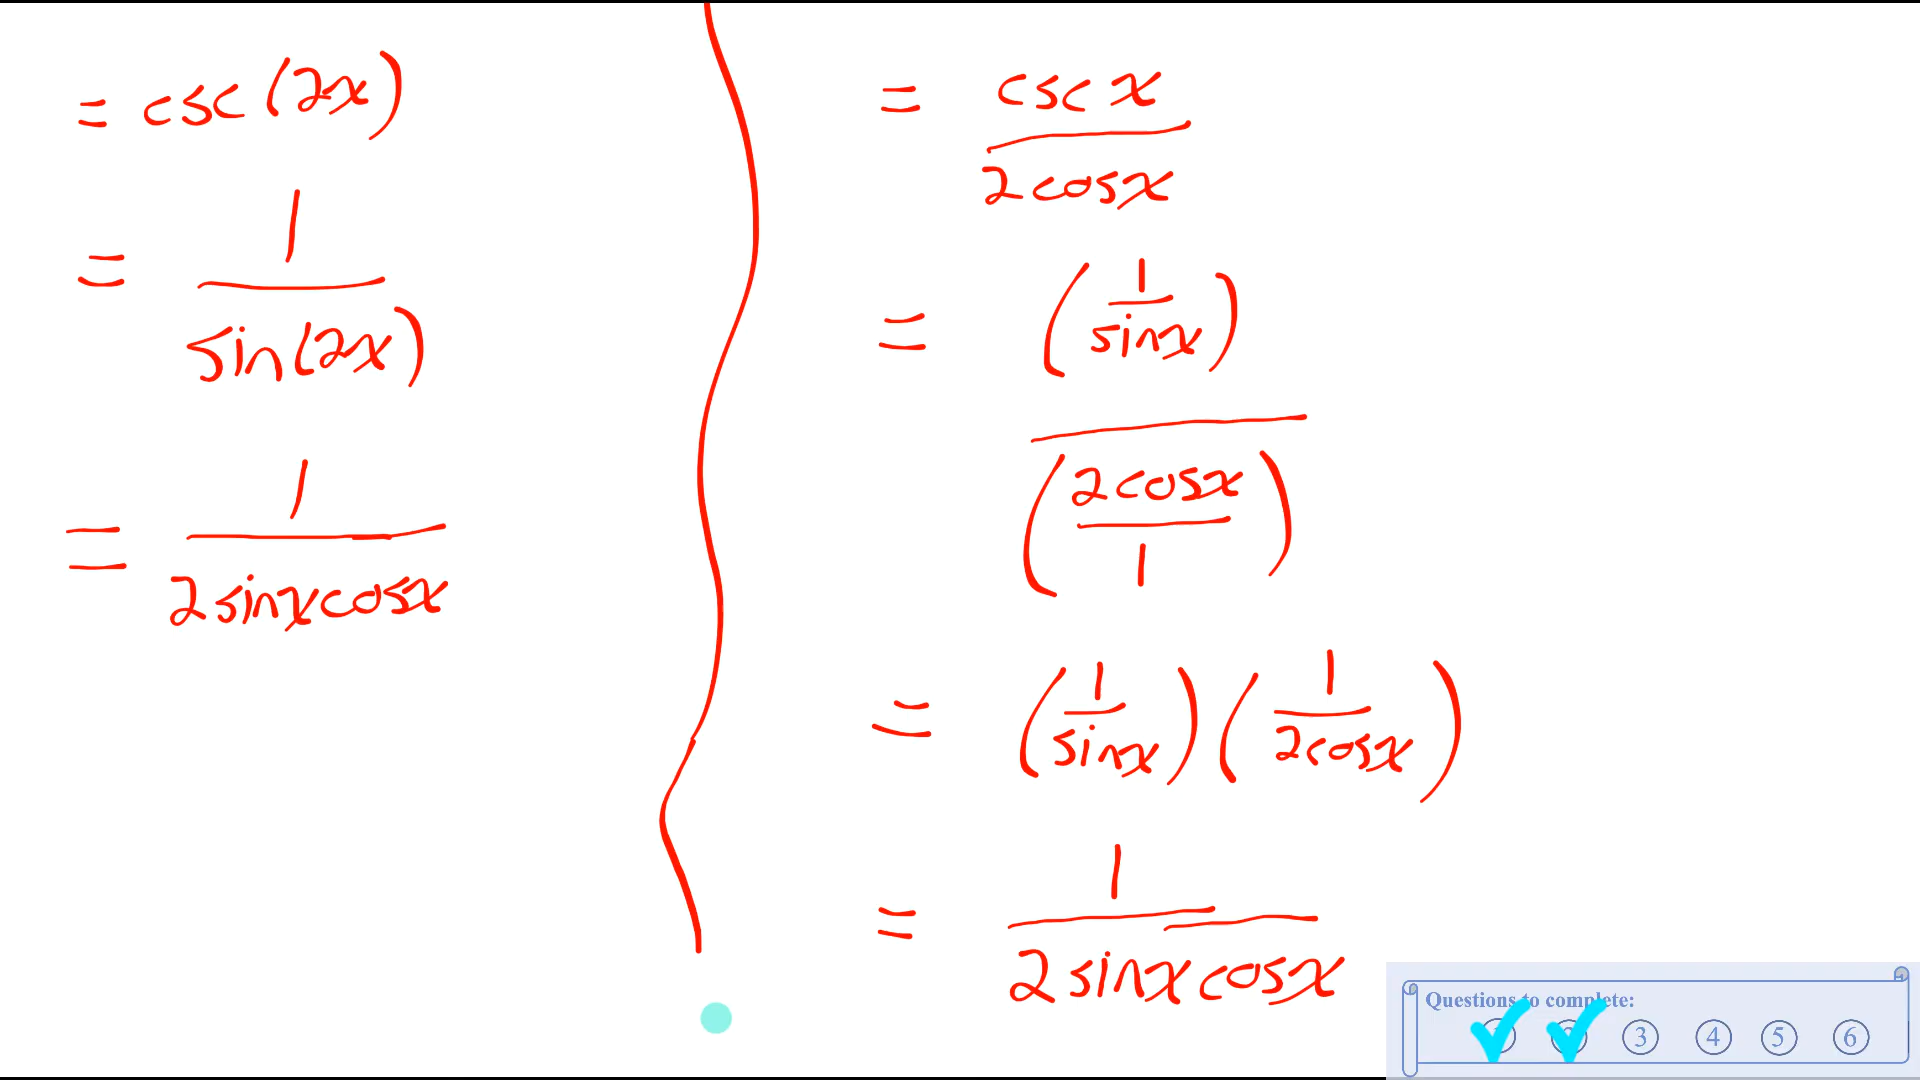 = csc(2x)
= 1
sin(2x)
= 1
2sinxcosx
= cscx
2cosx
= (1/sinx)
(2cosx/1)
= (1/sinx)(1/2cosx)
= 1
2sinxcosx
Questions to complete:
3 4 5 6